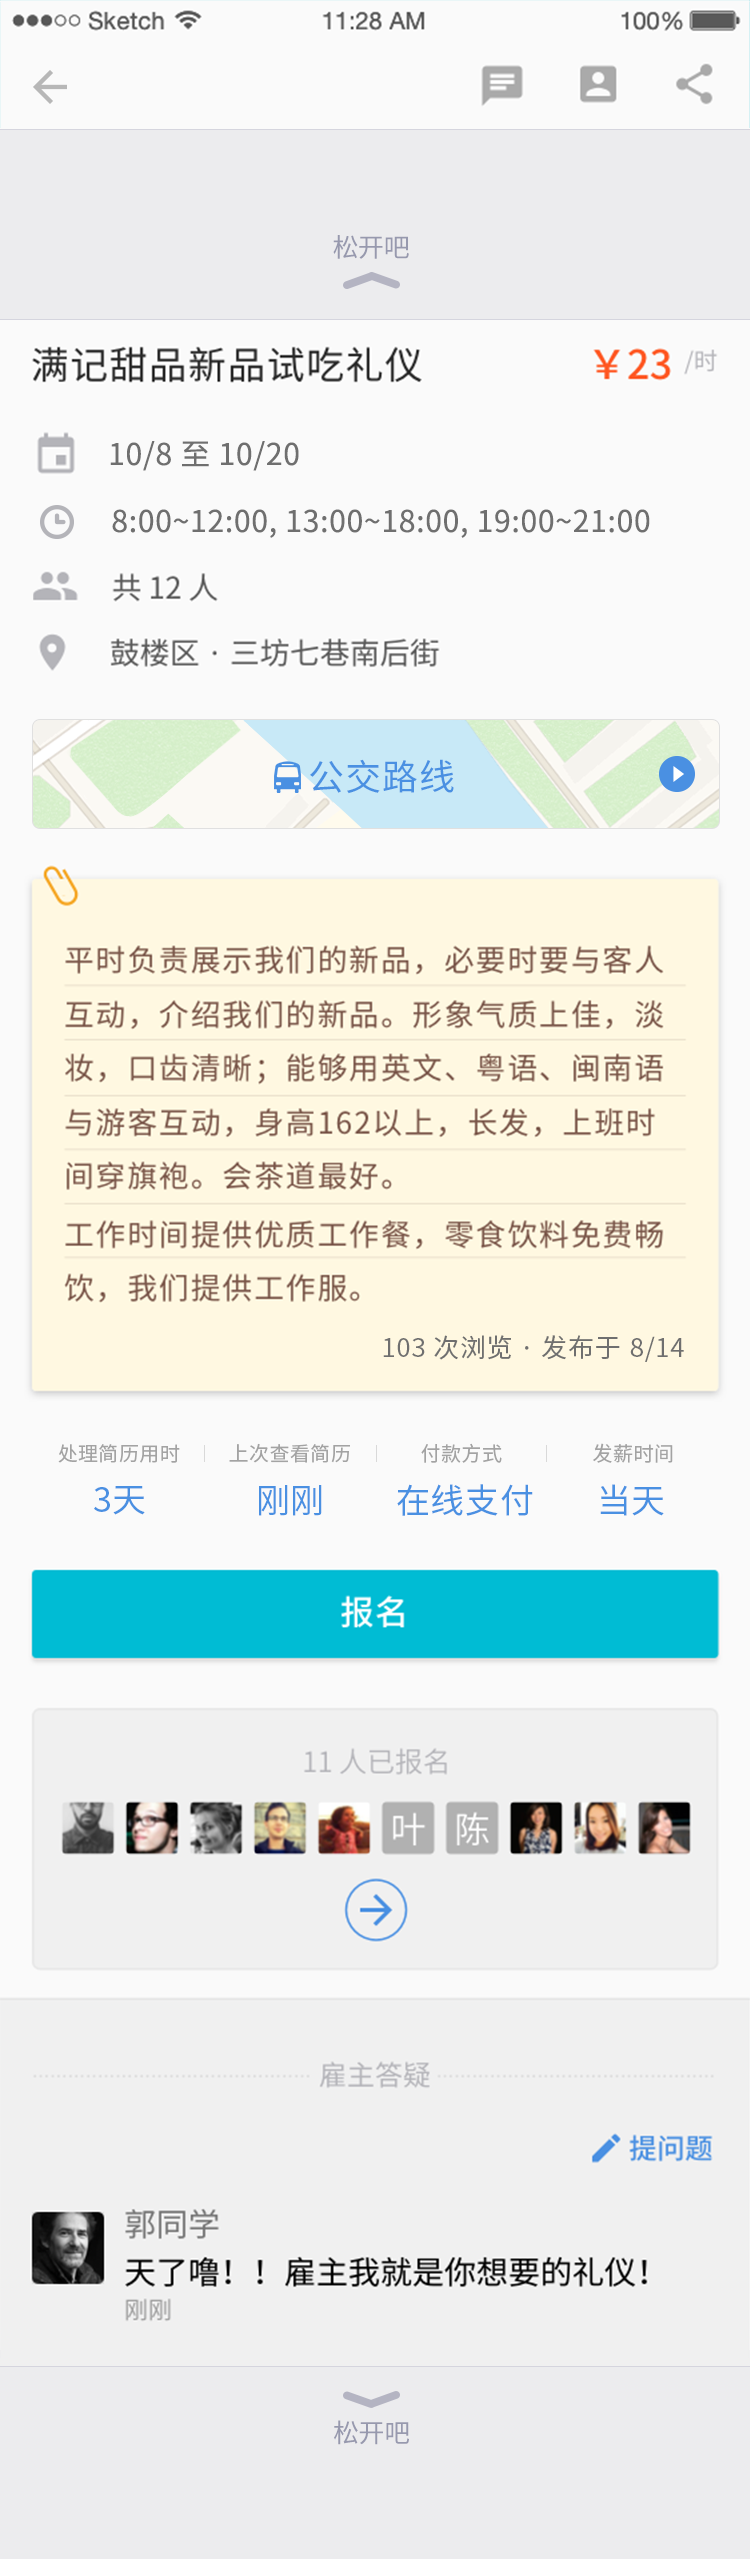 Sketch 11:28 AM 100%
松开吧
满记甜品新品试吃礼仪 ¥23 /时
10/8 至 10/20
8:00~12:00, 13:00~18:00, 19:00~21:00
共 12 人
鼓楼区 · 三坊七巷南后街
公交路线
平时负责展示我们的新品，必要时要与客人
互动，介绍我们的新品。形象气质上佳，淡
妆，口齿清晰；能够用英文、粤语、闽南语
与游客互动，身高162以上，长发，上班时
间穿旗袍。会茶道最好。
工作时间提供优质工作餐，零食饮料免费畅
饮，我们提供工作服。
103 次浏览 · 发布于 8/14
处理简历用时 上次查看简历 付款方式 发薪时间
3天 刚刚 在线支付 当天
报名
11 人已报名
叶 陈
雇主答疑
提问题
郭同学
天了噜！！雇主我就是你想要的礼仪！
刚刚
松开吧